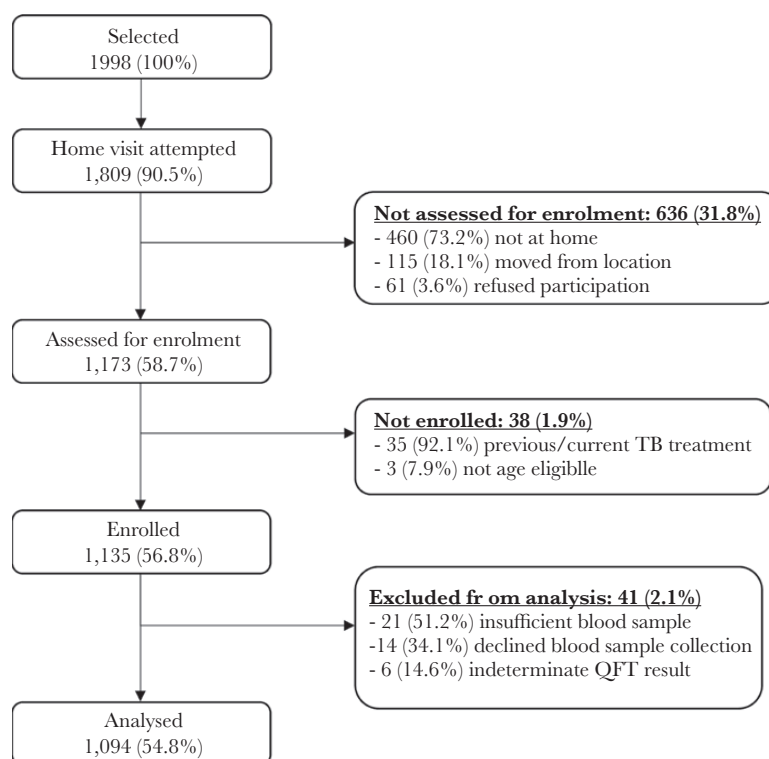 Selected
1998 (100%)
Home visit attempted
1,809 (90.5%)
Not assessed for enrolment: 636 (31.8%)
- 460 (73.2%) not at home
- 115 (18.1%) moved from location
- 61 (3.6%) refused participation
Assessed for enrolment
1,173 (58.7%)
Not enrolled: 38 (1.9%)
- 35 (92.1%) previous/current TB treatment
- 3 (7.9%) not age eligiblle
Enrolled
1,135 (56.8%)
Excluded fr om analysis: 41 (2.1%)
- 21 (51.2%) insufficient blood sample
-14 (34.1%) declined blood sample collection
- 6 (14.6%) indeterminate QFT result
Analysed
1,094 (54.8%)